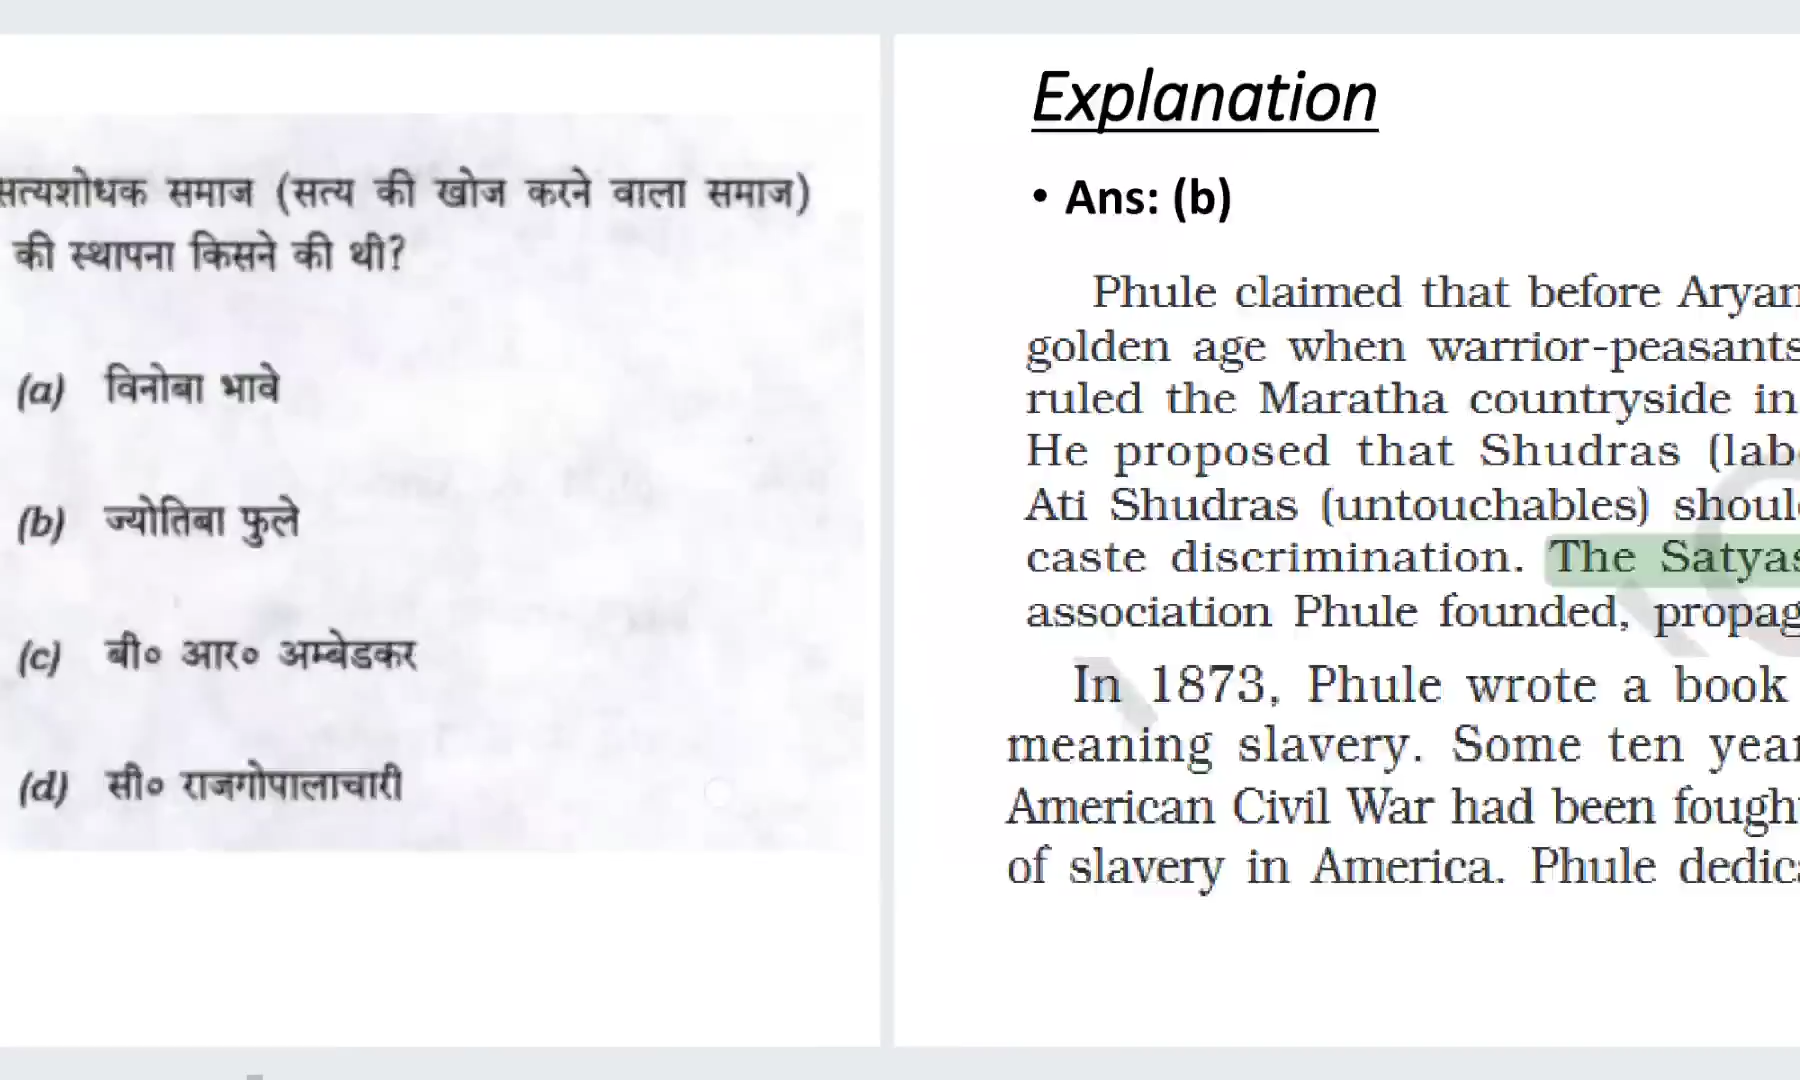 सत्यशोधक समाज (सत्य की खोज करने वाला समाज)
की स्थापना किसने की थी?
(a) विनोबा भावे
(b) ज्योतिबा फुले
(c) बी० आर० अम्बेडकर
(d) सी० राजगोपालाचारी
Explanation
• Ans: (b)
Phule claimed that before Aryan
golden age when warrior-peasants
ruled the Maratha countryside in
He proposed that Shudras
Ati Shudras (untouchables)
caste discrimination. The
association Phule founded,
In 1873, Phule wrote a book
meaning slavery. Some ten
American Civil War had been
of slavery in America. Phule